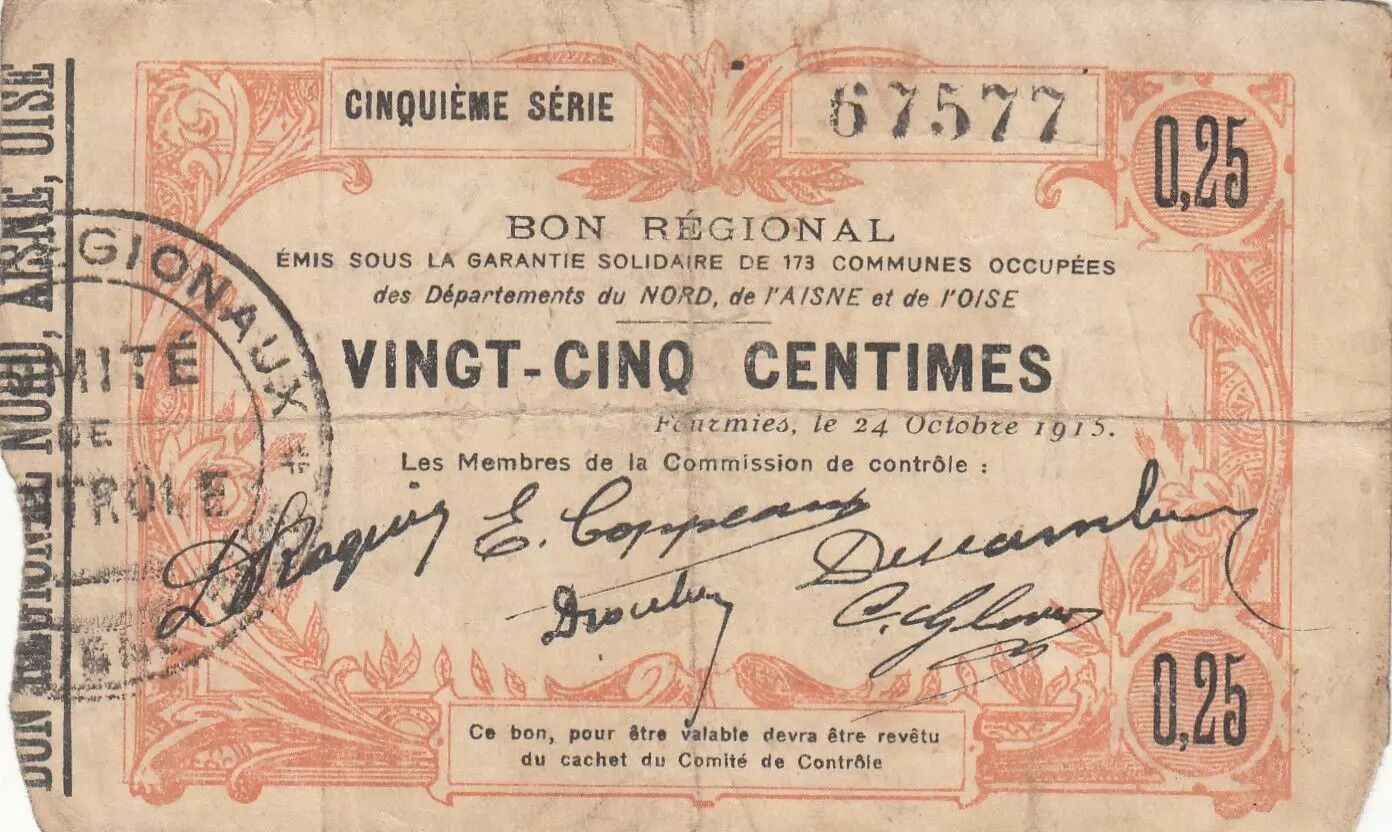 CINQUIÈME SÉRIE
67577
0,25
BON RÉGIONAL
ÉMIS SOUS LA GARANTIE SOLIDAIRE DE 173 COMMUNES OCCUPÉES
des Départements du NORD, de l'AISNE et de l'OISE
VINGT-CINQ CENTIMES
Fourmies, le 24 Octobre 1915.
Les Membres de la Commission de contrôle :
E. Coppeaux
0,25
Ce bon, pour être valable devra être revêtu
du cachet du Comité de Contrôle
BON RÉGIONAL NORD, AISNE, OISE
GIONAUX
MITÉ
DE
TRÔLE